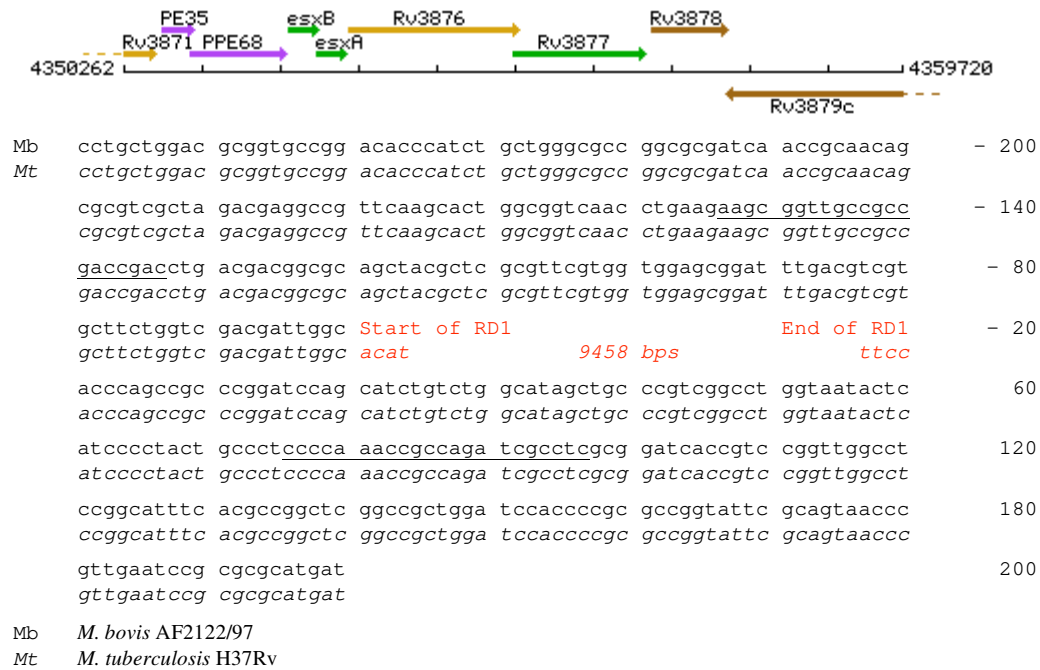 PE35 esxB Rv3876 Rv3878
Rv3871 PPE68 esxA Rv3877
4350262 4359720
Rv3879c
Mb cctgctggac gcggtgccgg acacccatct gctgggcgcc ggcgcgatca accgcaacag – 200
Mt cctgctggac gcggtgccgg acacccatct gctgggcgcc ggcgcgatca accgcaacag
cgcgtcgcta gacgaggccg ttcaagcact ggcggtcaac ctgaagaagc ggttgccgcc – 140
cgcgtcgcta gacgaggccg ttcaagcact ggcggtcaac ctgaagaagc ggttgccgcc
gaccgacctg acgacggcgc agctacgctc gcgttcgtgg tggagcggat ttgacgtcgt – 80
gaccgacctg acgacggcgc agctacgctc gcgttcgtgg tggagcggat ttgacgtcgt
gcttctggtc gacgattggc Start of RD1 End of RD1 – 20
gcttctggtc gacgattggc acat 9458 bps ttcc
acccagccgc ccggatccag catctgtctg gcatagctgc ccgtcggcct ggtaatactc 60
acccagccgc ccggatccag catctgtctg gcatagctgc ccgtcggcct ggtaatactc
atcccctact gccctcccca aaccgccaga tcgcctcgcg gatcaccgtc cggttggcct 120
atcccctact gccctcccca aaccgccaga tcgcctcgcg gatcaccgtc cggttggcct
ccggcatttc acgccggctc ggccgctgga tccaccccgc gccggtattc gcagtaaccc 180
ccggcatttc acgccggctc ggccgctgga tccaccccgc gccggtattc gcagtaaccc
gttgaatccg cgcgcatgat 200
gttgaatccg cgcgcatgat
Mb M. bovis AF2122/97
Mt M. tuberculosis H37Rv